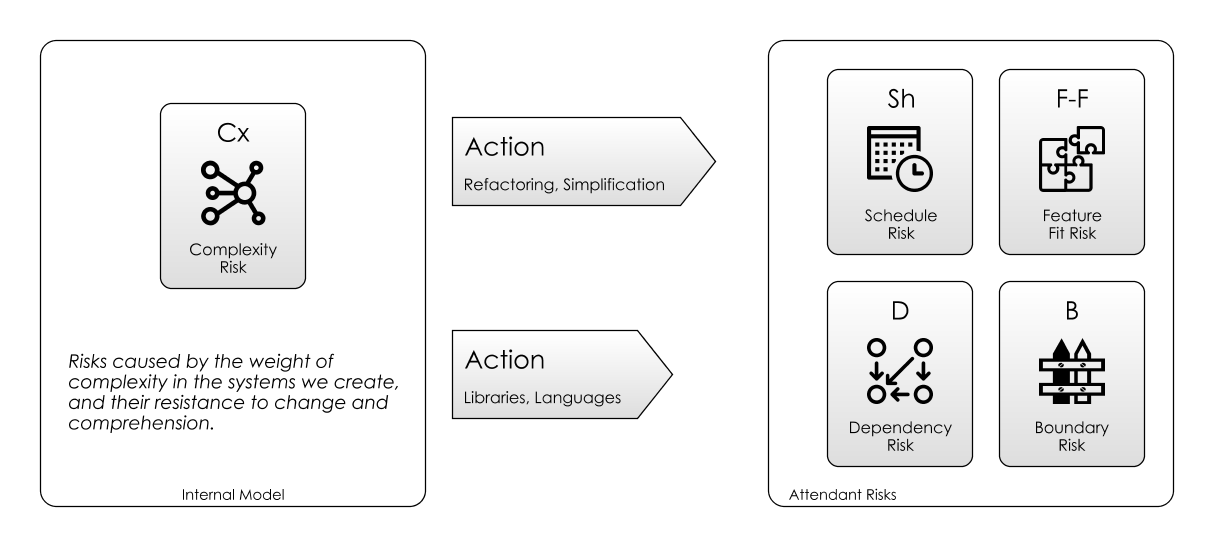 Cx
Complexity
Risk
Risks caused by the weight of
complexity in the systems we create,
and their resistance to change and
comprehension.
Internal Model
Action
Refactoring, Simplification
Action
Libraries, Languages
Sh
Schedule
Risk
F-F
Feature
Fit Risk
D
Dependency
Risk
B
Boundary
Risk
Attendant Risks